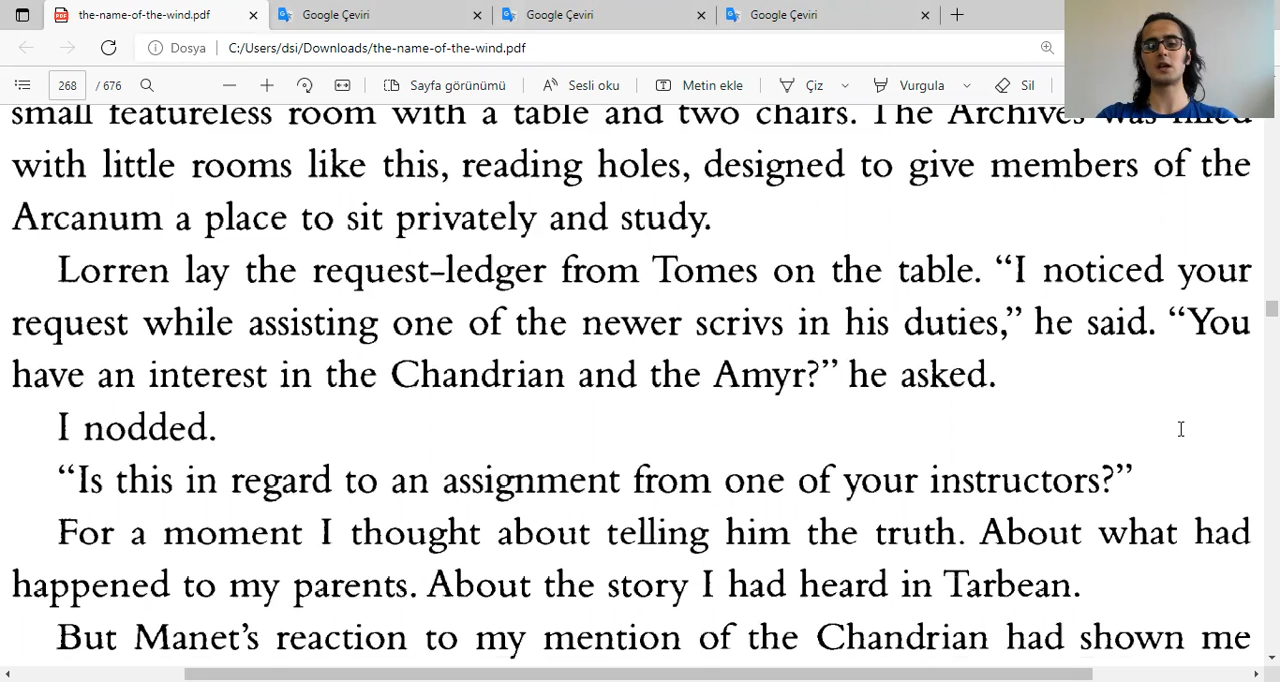 the-name-of-the-wind.pdf
Google Çeviri
Google Çeviri
Google Çeviri
Dosya
C:/Users/dsi/Downloads/the-name-of-the-wind.pdf
268 / 676
Sayfa görünümü
Sesli oku
Metin ekle
Çiz
Vurgula
Sil
small featureless room with a table and two chairs. The Archives was filled
with little rooms like this, reading holes, designed to give members of the
Arcanum a place to sit privately and study.
Lorren lay the request-ledger from Tomes on the table. “I noticed your
request while assisting one of the newer scrivs in his duties,” he said. “You
have an interest in the Chandrian and the Amyr?” he asked.
I nodded.
“Is this in regard to an assignment from one of your instructors?”
For a moment I thought about telling him the truth. About what had
happened to my parents. About the story I had heard in Tarbean.
But Manet’s reaction to my mention of the Chandrian had shown me